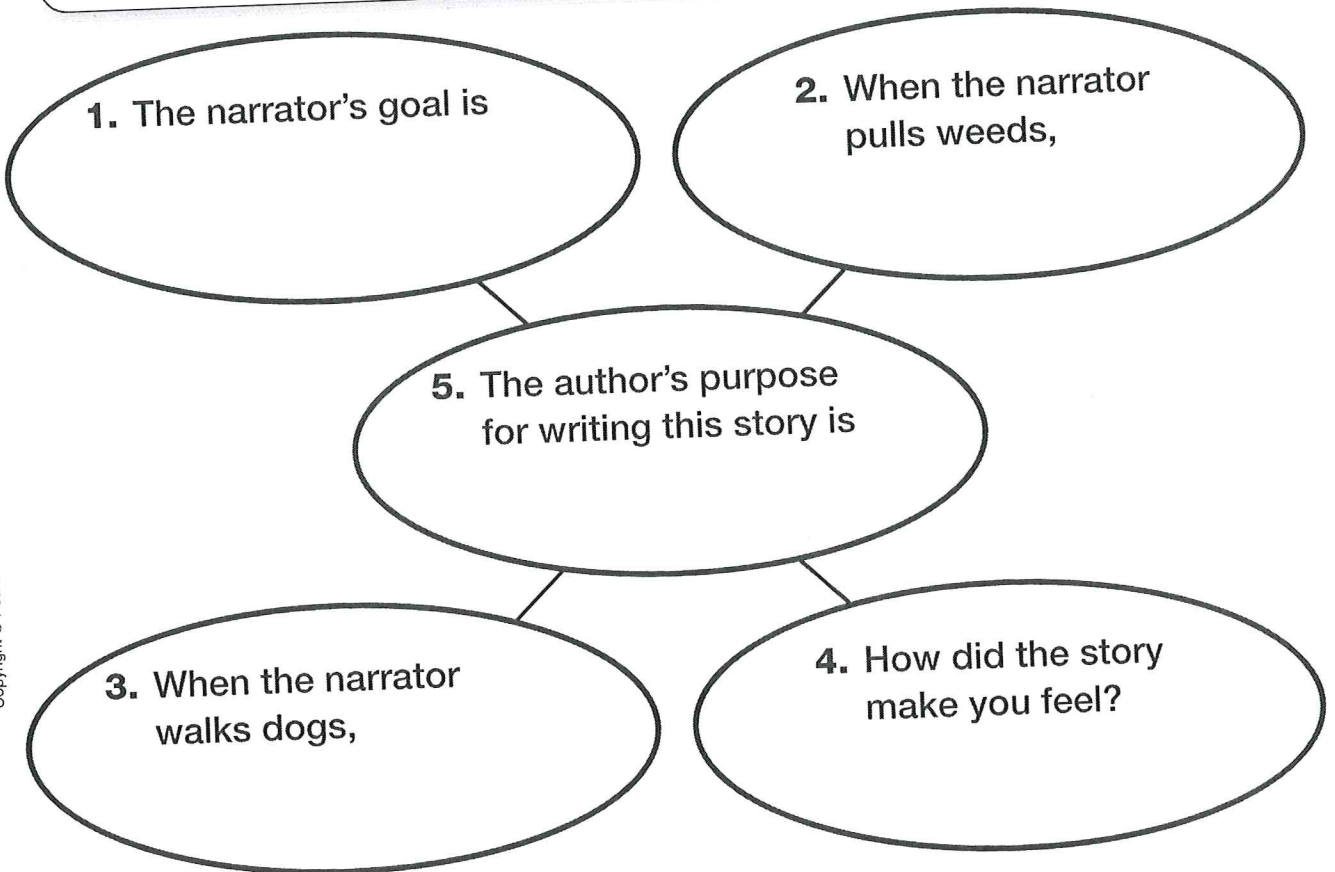 1. The narrator's goal is
2. When the narrator
pulls weeds,
5. The author's purpose
for writing this story is
3. When the narrator
walks dogs,
4. How did the story
make you feel?